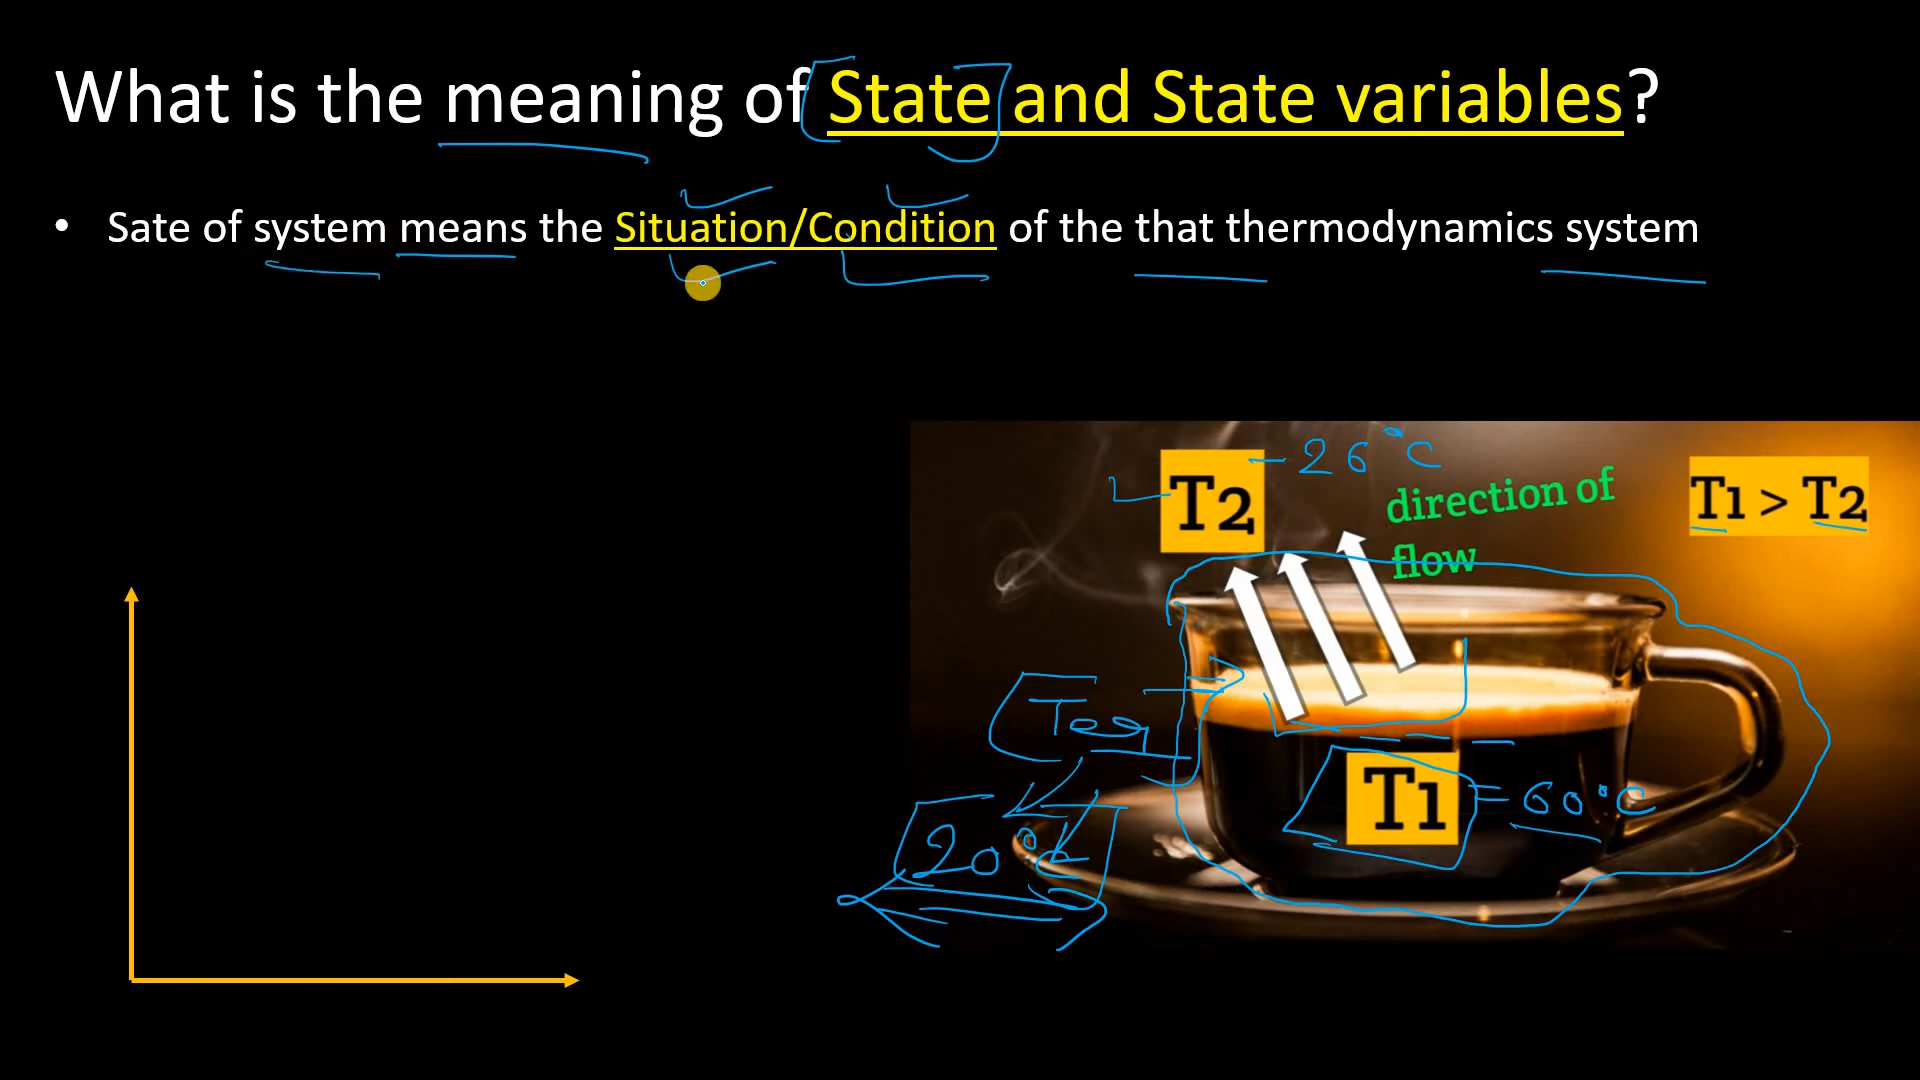 What is the meaning of State and State variables?
• Sate of system means the Situation/Condition of the that thermodynamics system
T2 - 26°C
direction of
flow
T1 > T2
Teq
T1 = 60°C
20°C